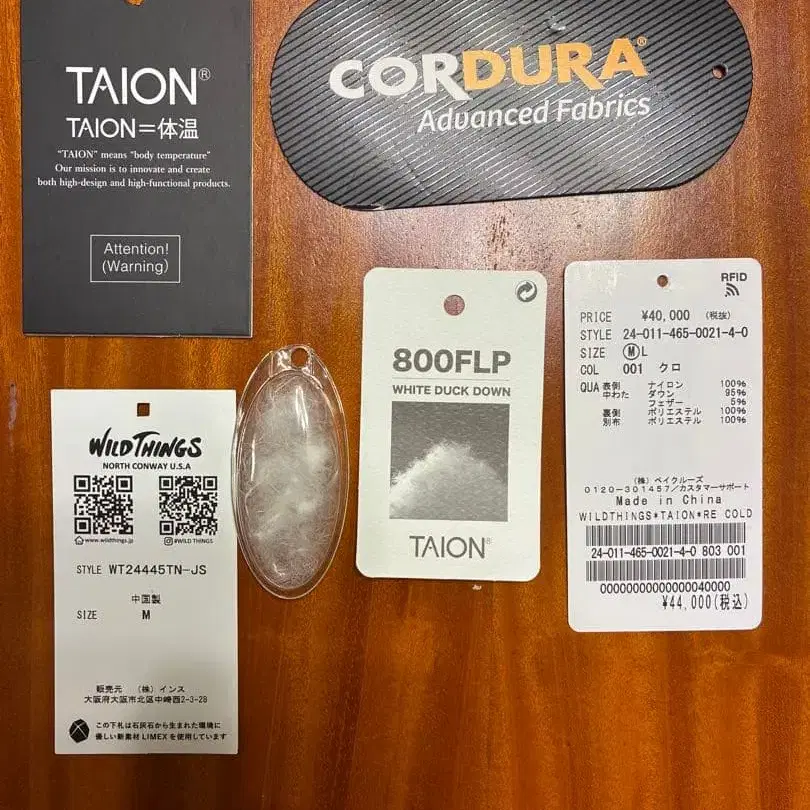 TAION®
TAION=体温
"TAION" means "body temperature"
Our mission is to innovate and create
both high-design and high-functional products.
Attention!
(Warning)
CORDURA®
Advanced Fabrics
WILD THINGS
NORTH CONWAY U.S.A
www.wildthings.jp
#WILD THINGS
STYLE WT24445TN-JS
中国製
SIZE M
販売元 (株) インス
大阪府大阪市北区中崎西2-3-28
この下札は石灰石から生まれた環境に
優しい新素材 LIMEX を使用しています
800FLP
WHITE DUCK DOWN
TAION®
RFID
PRICE ¥40,000 (税抜)
STYLE 24-011-465-0021-4-0
SIZE Ⓜ L
COL 001 クロ
QUA 表側 ナイロン 100%
中わた ダウン 95%
フェザー 5%
裏側 ポリエステル 100%
別布 ポリエステル 100%
(株) ベイクルーズ
0120-301457/カスタマーサポート
Made in China
WILDTHINGS*TAION*RE COLD
24-011-465-0021-4-0 803 001
0000000000000000040000
¥44,000(税込)